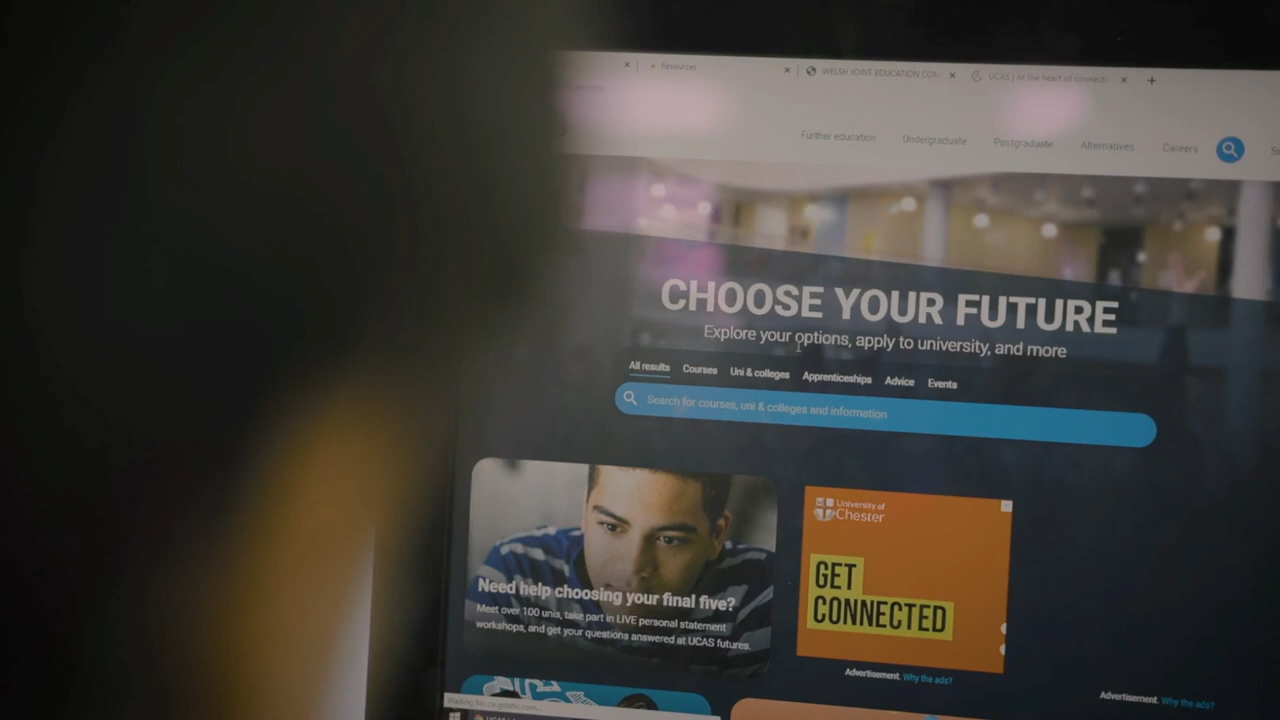 Resources
WELSH JOINT EDUCATION COM
UCAS | At the heart of connecti
Further education
Undergraduate
Postgraduate
Alternatives
Careers
CHOOSE YOUR FUTURE
Explore your options, apply to university, and more
All results
Courses
Uni & colleges
Apprenticeships
Advice
Events
Search for courses, uni & colleges and information
University of
Chester
GET
CONNECTED
Need help choosing your final five?
Meet over 100 unis, take part in LIVE personal statement
workshops, and get your questions answered at UCAS futures.
Advertisement. Why the ads?
Advertisement. Why the ads?